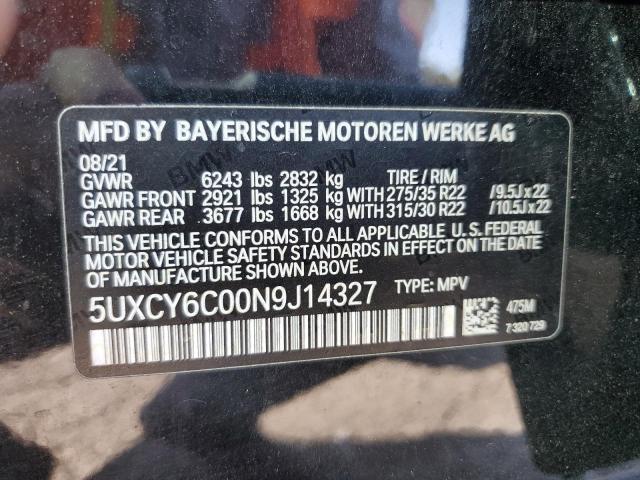 MFD BY BAYERISCHE MOTOREN WERKE AG
08/21
GVWR 6243 lbs 2832 kg TIRE / RIM
GAWR FRONT 2921 lbs 1325 kg WITH 275/35 R22 /9.5J x 22
GAWR REAR 3677 lbs 1668 kg WITH 315/30 R22 /10.5J x 22
THIS VEHICLE CONFORMS TO ALL APPLICABLE U.S. FEDERAL
MOTOR VEHICLE SAFETY STANDARDS IN EFFECT ON THE DATE
OF MANUFACTURE SHOWN ABOVE.
5UXCY6C00N9J14327 TYPE: MPV
475M
7 320 729